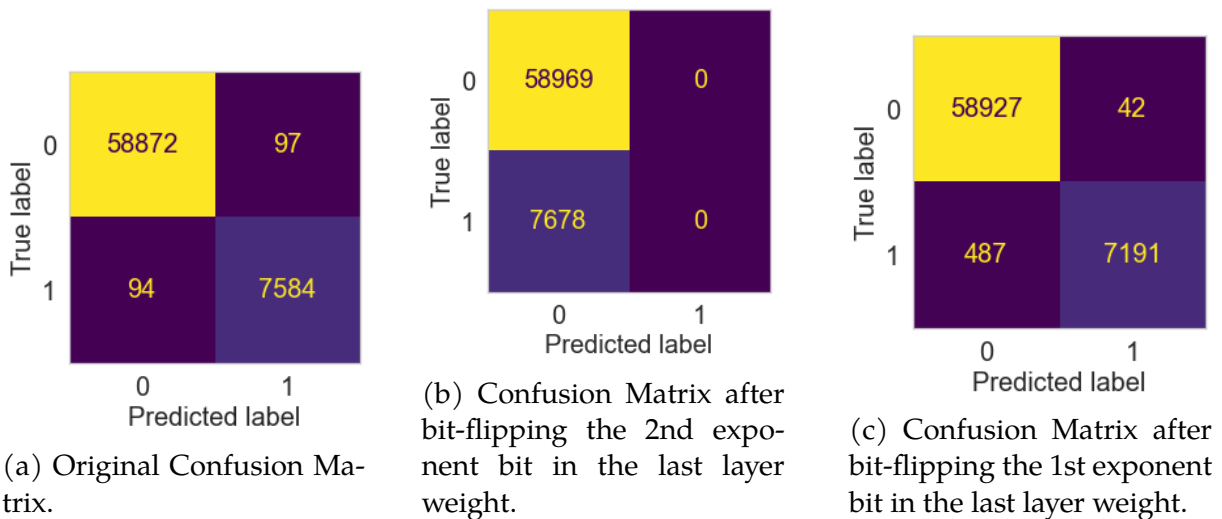 True label
0
58872
97
1
94
7584
0
1
Predicted label
(a) Original Confusion Ma-
trix.
True label
0
58969
0
1
7678
0
0
1
Predicted label
(b) Confusion Matrix after
bit-flipping the 2nd expo-
nent bit in the last layer
weight.
True label
0
58927
42
1
487
7191
0
1
Predicted label
(c) Confusion Matrix after
bit-flipping the 1st exponent
bit in the last layer weight.